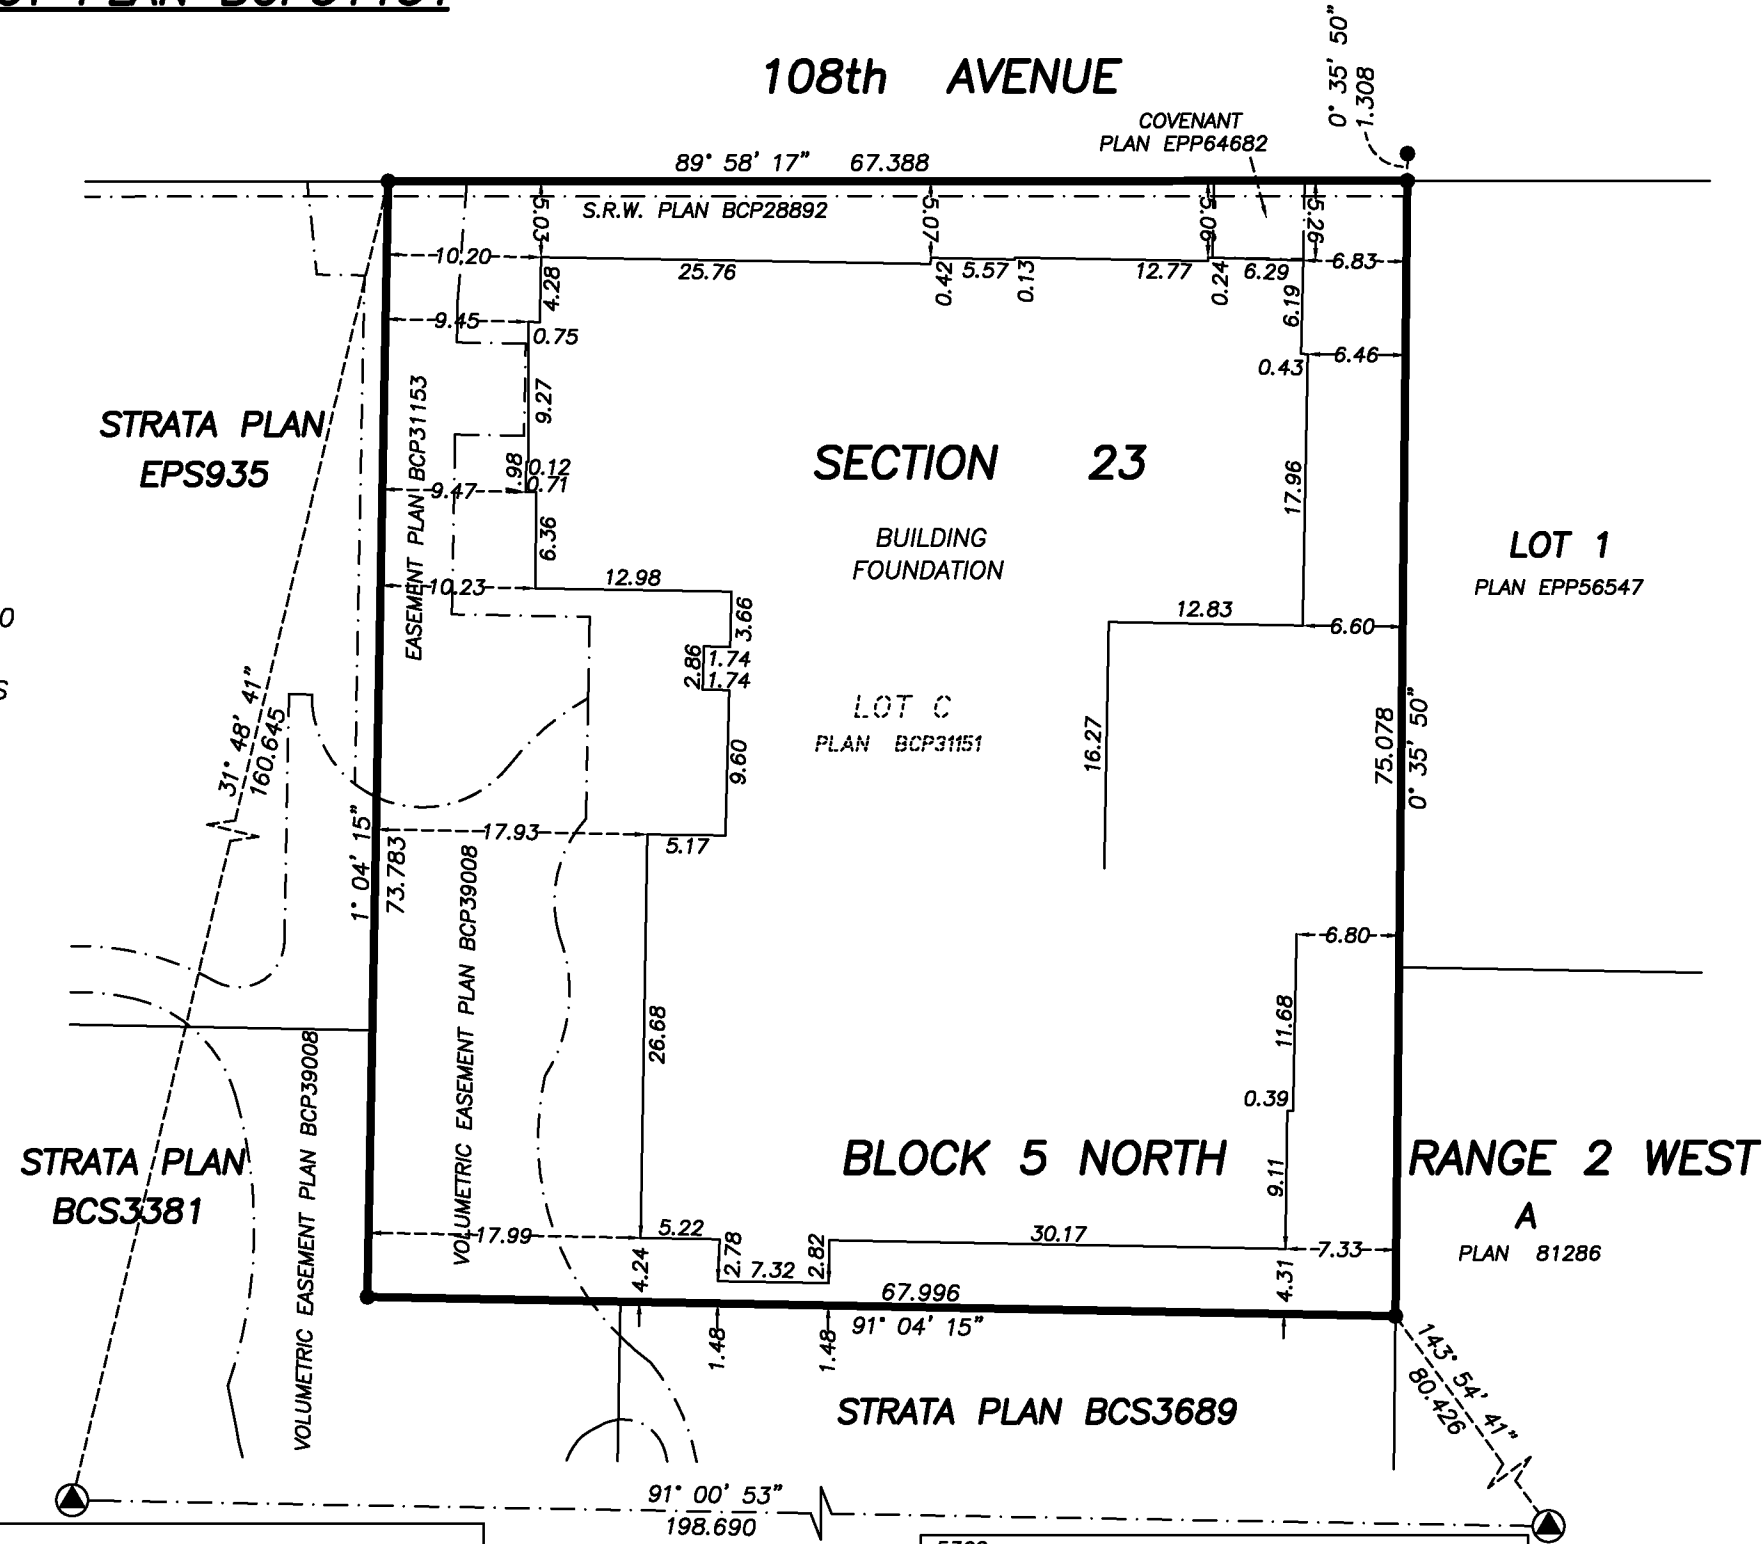 108th AVENUE
0° 35' 50"
1.308
COVENANT
PLAN EPP64682
89° 58' 17" 67.388
S.R.W. PLAN BCP28892
5.03
5.07
5.06
5.26
10.20
25.76
0.42
5.57
0.13
12.77
0.24
6.29
6.83
4.28
6.19
9.45
0.75
6.46
0.43
9.27
EASEMENT PLAN BCP31153
STRATA PLAN
EPS935
SECTION 23
1.98
0.12
0.71
9.47
17.96
6.36
BUILDING
FOUNDATION
LOT 1
PLAN EPP56547
10.23
12.98
3.66
12.83
6.60
2.86
1.74
1.74
31° 48' 41"
160.645
LOT C
PLAN BCP31151
16.27
75.078
0° 35' 50"
9.60
17.93
5.17
1° 04' 15"
73.783
VOLUMETRIC EASEMENT PLAN BCP39008
6.80
26.68
11.68
VOLUMETRIC EASEMENT PLAN BCP39008
0.39
STRATA PLAN
BCS3381
BLOCK 5 NORTH
RANGE 2 WEST
9.11
A
PLAN 81286
17.99
5.22
2.78
7.32
2.82
30.17
7.33
4.24
4.31
67.996
91° 04' 15"
1.48
1.48
143° 54' 41"
80.426
STRATA PLAN BCS3689
91° 00' 53"
198.690